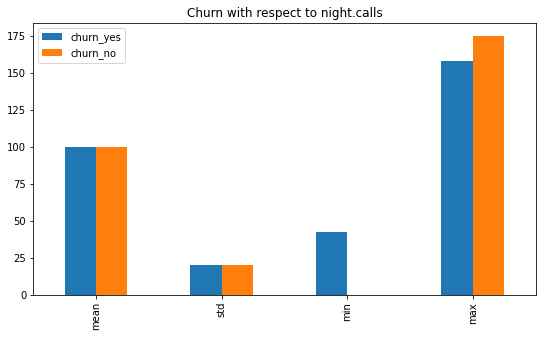 Churn with respect to night.calls
churn_yes
churn_no
175
150
125
100
75
50
25
0
mean
std
min
max